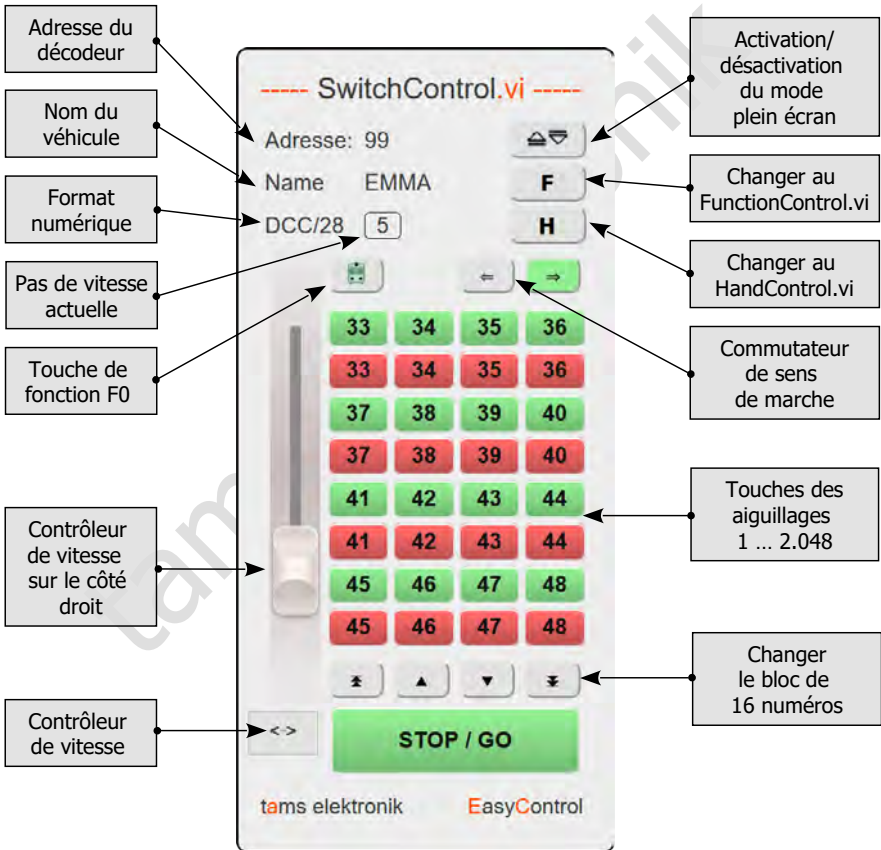 Adresse du
décodeur
Nom du
véhicule
Format
numérique
Pas de vitesse
actuelle
Touche de
fonction F0
Contrôleur
de vitesse
sur le côté
droit
Contrôleur
de vitesse
----- SwitchControl.vi -----
Adresse: 99
Name EMMA F
DCC/28 5 H
⇐ ⇒
33 34 35 36
33 34 35 36
37 38 39 40
37 38 39 40
41 42 43 44
41 42 43 44
45 46 47 48
45 46 47 48
<->
STOP / GO
tams elektronik EasyControl
Activation/
désactivation
du mode
plein écran
Changer au
FunctionControl.vi
Changer au
HandControl.vi
Commutateur
de sens
de marche
Touches des
aiguillages
1 ... 2.048
Changer
le bloc de
16 numéros